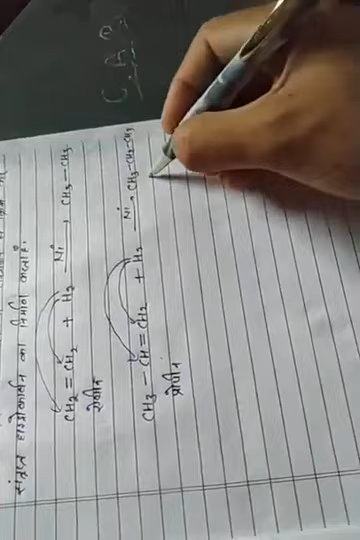 संतृप्त हाइड्रोकार्बन का निर्माण करता है।
CH₂ = CH₂ + H₂ —Ni→ CH₃ — CH₃
एथीन
CH₃ — CH = CH₂ + H₂ —Ni→ CH₃-CH₂-CH₃
प्रोपीन